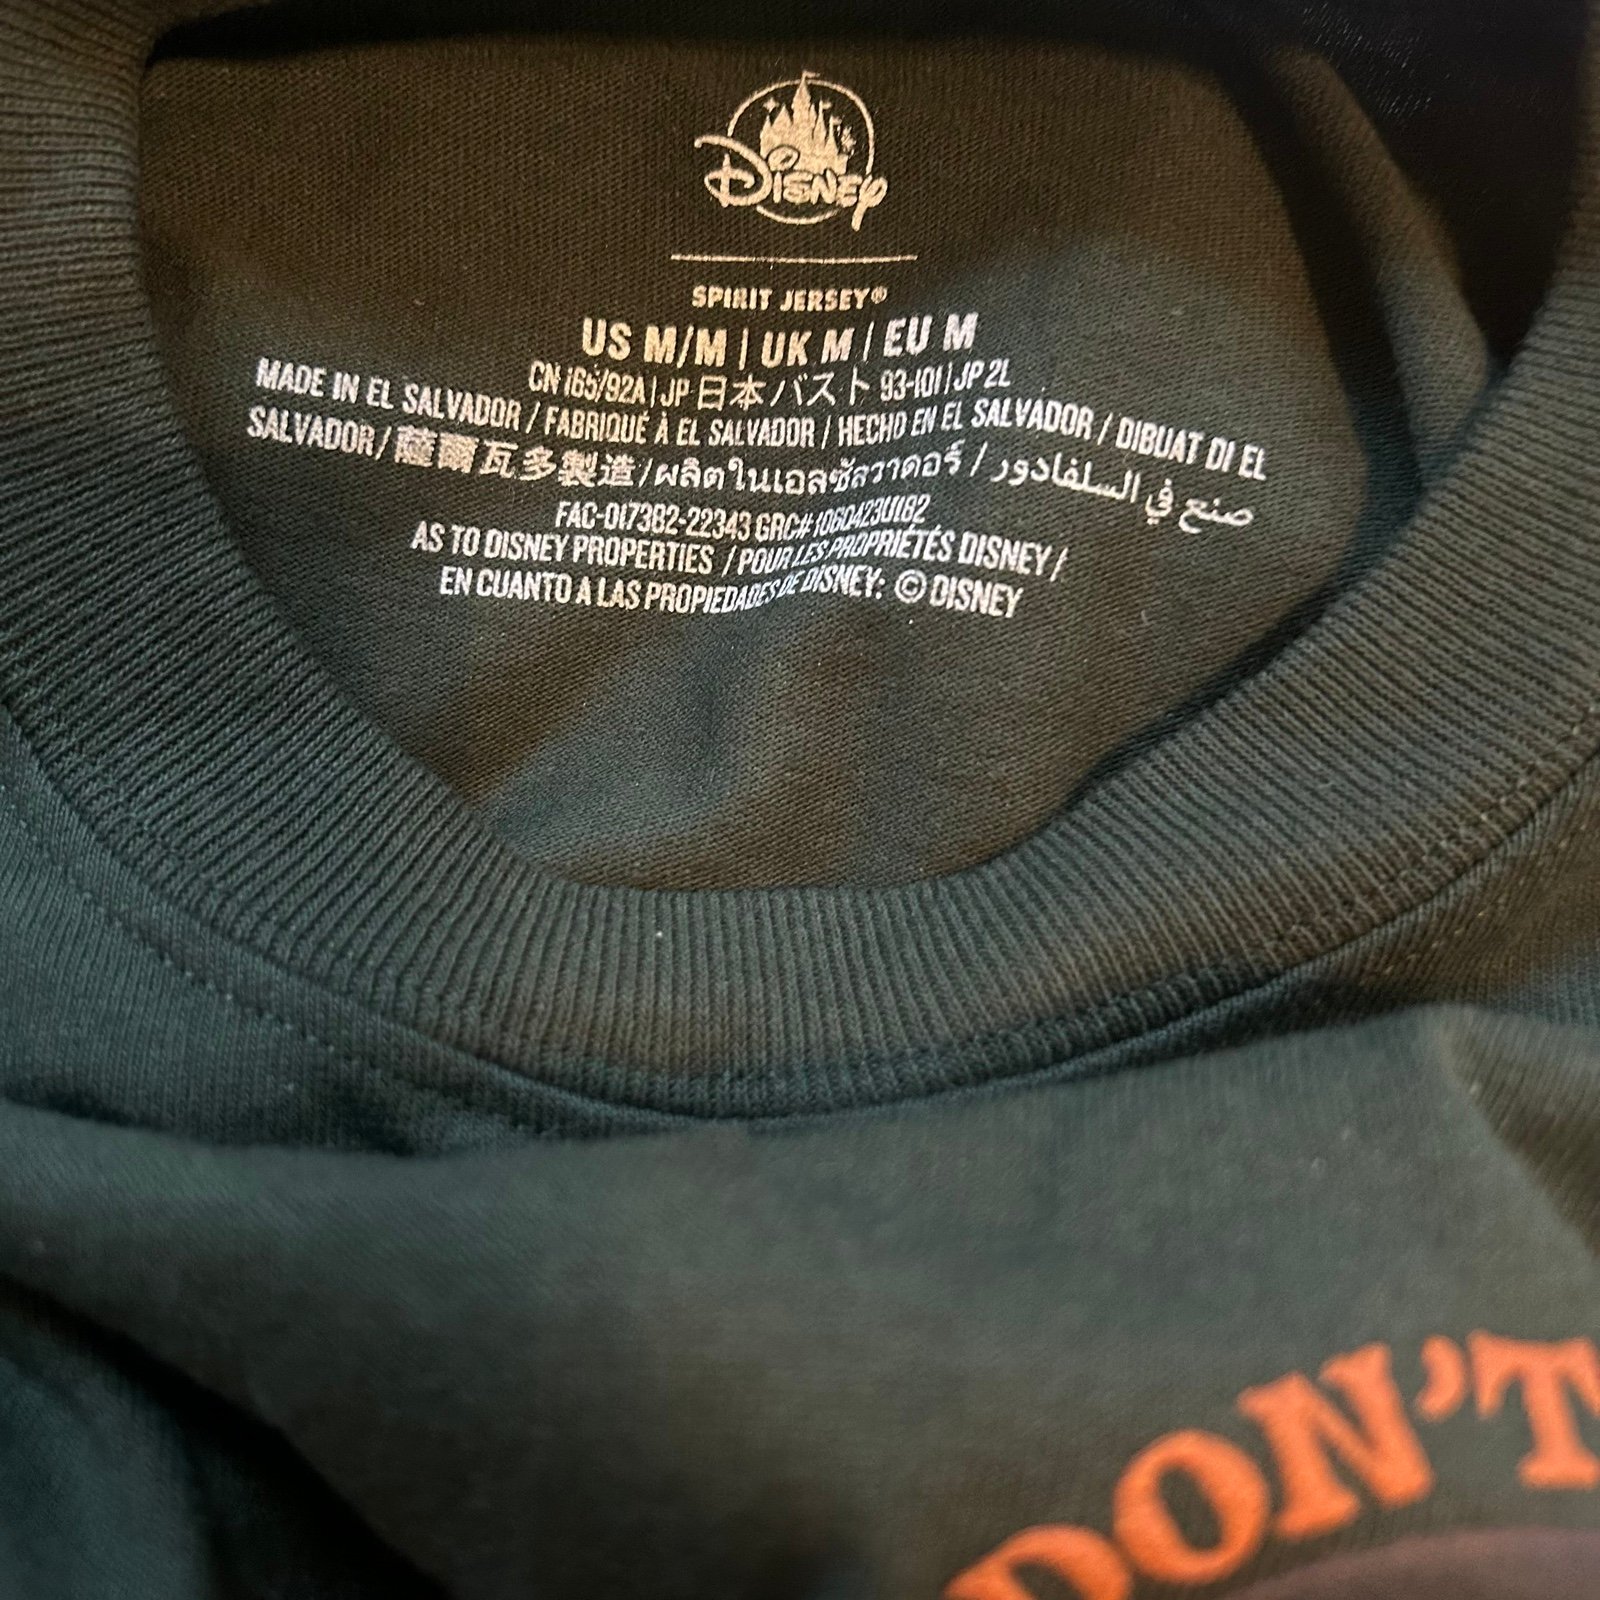 Disney
SPIRIT JERSEY®
US M/M | UK M | EU M
CN 165/92A | JP 日本 バスト 93-101 | JP 2L
MADE IN EL SALVADOR / FABRIQUÉ À EL SALVADOR / HECHO EN EL SALVADOR / DIBUAT DI EL
SALVADOR / 薩爾瓦多製造 / ผลิตในเอลซัลวาดอร์ / صنع في السلفادور
FAC-017382-22343 GRC# 1060423U182
AS TO DISNEY PROPERTIES / POUR LES PROPRIÉTÉS DISNEY /
EN CUANTO A LAS PROPIEDADES DE DISNEY: © DISNEY
DON'T